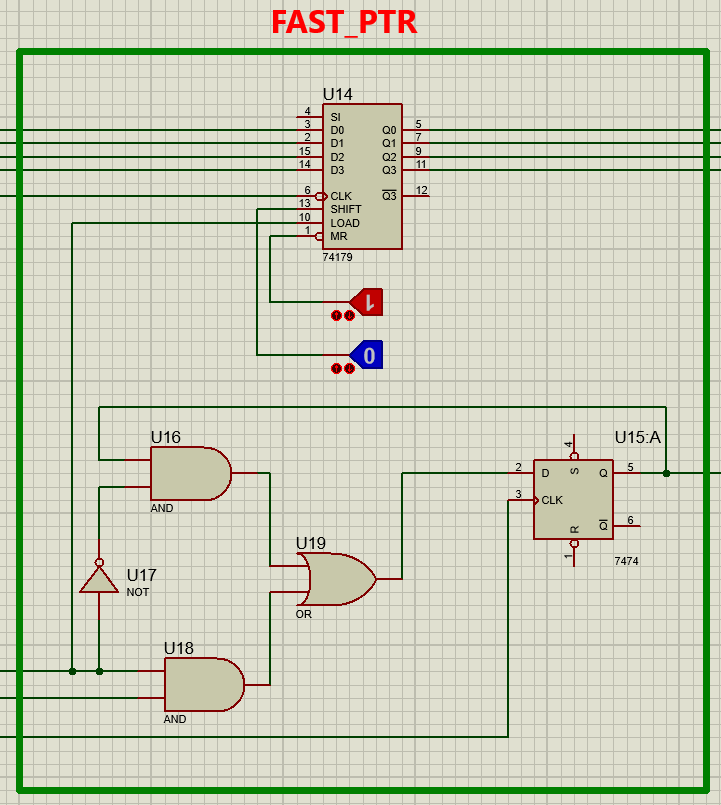 FAST_PTR
U14
4 SI
3 D0 Q0 5
2 D1 Q1 7
15 D2 Q2 9
14 D3 Q3 11
6 CLK Q3 12
13 SHIFT
10 LOAD
1 MR
74179
1
0
U16
AND
U15:A
4
2 D S Q 5
3 CLK
R Q 6
1
7474
U19
OR
U17
NOT
U18
AND